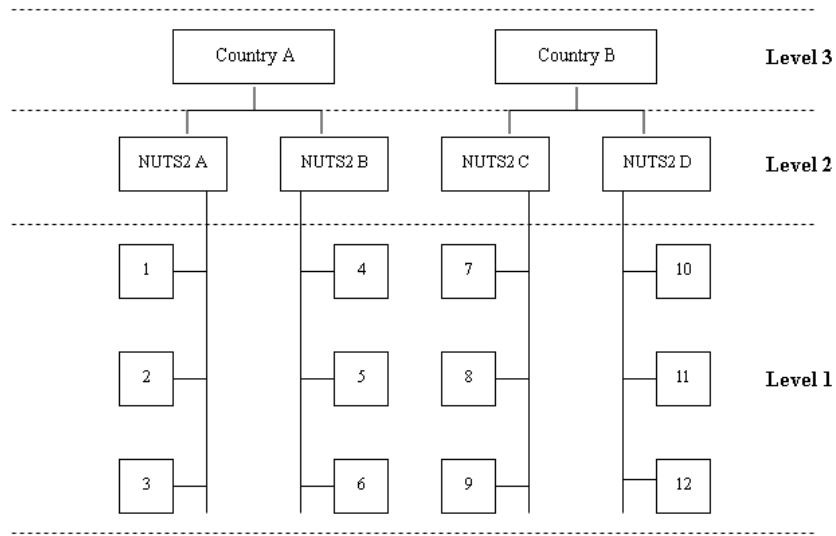 Country A
Country B
Level 3
NUTS2 A
NUTS2 B
NUTS2 C
NUTS2 D
Level 2
1
4
7
10
2
5
8
11
Level 1
3
6
9
12